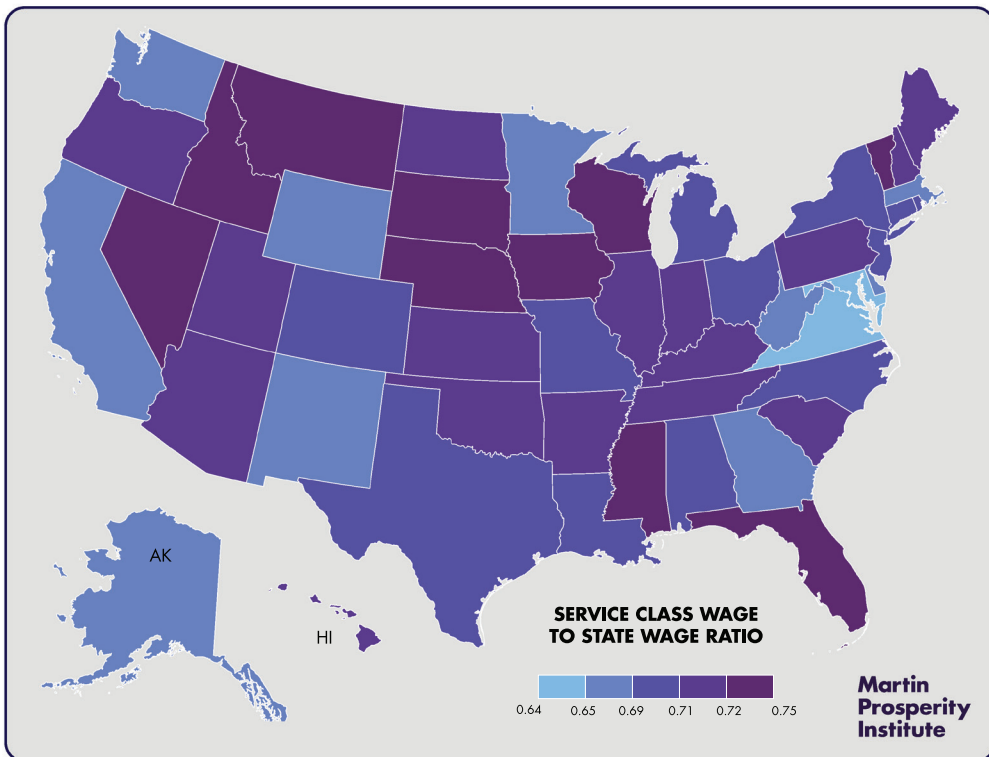 AK
HI
SERVICE CLASS WAGE
TO STATE WAGE RATIO
0.64 0.65 0.69 0.71 0.72 0.75
Martin
Prosperity
Institute